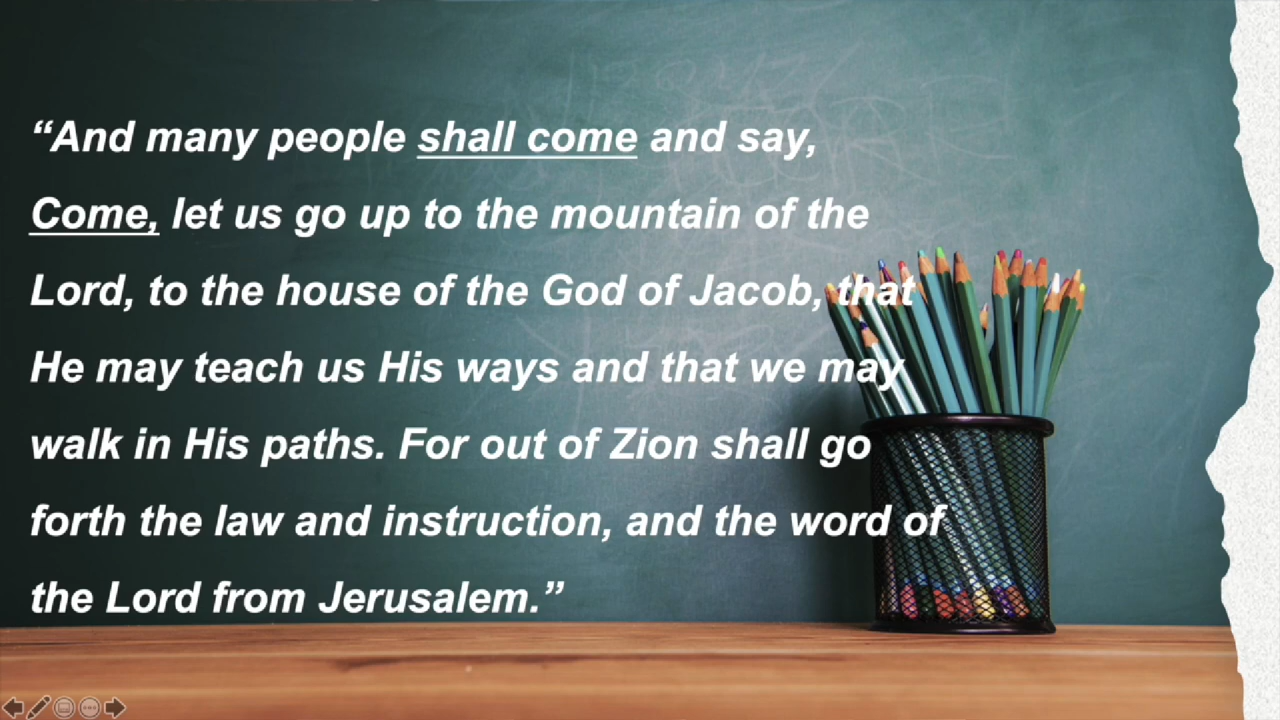 “And many people shall come and say,
Come, let us go up to the mountain of the
Lord, to the house of the God of Jacob, that
He may teach us His ways and that we may
walk in His paths. For out of Zion shall go
forth the law and instruction, and the word of
the Lord from Jerusalem.”